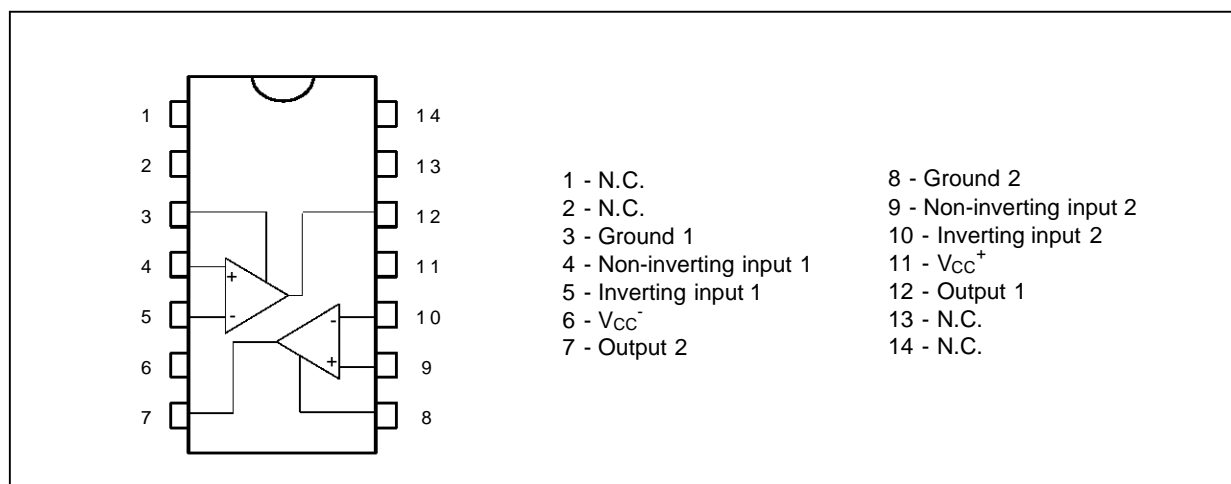 1
2
3
4
5
6
7
14
13
12
11
10
9
8
+
-
-
+
1 - N.C.
2 - N.C.
3 - Ground 1
4 - Non-inverting input 1
5 - Inverting input 1
6 - VCC-
7 - Output 2
8 - Ground 2
9 - Non-inverting input 2
10 - Inverting input 2
11 - VCC+
12 - Output 1
13 - N.C.
14 - N.C.